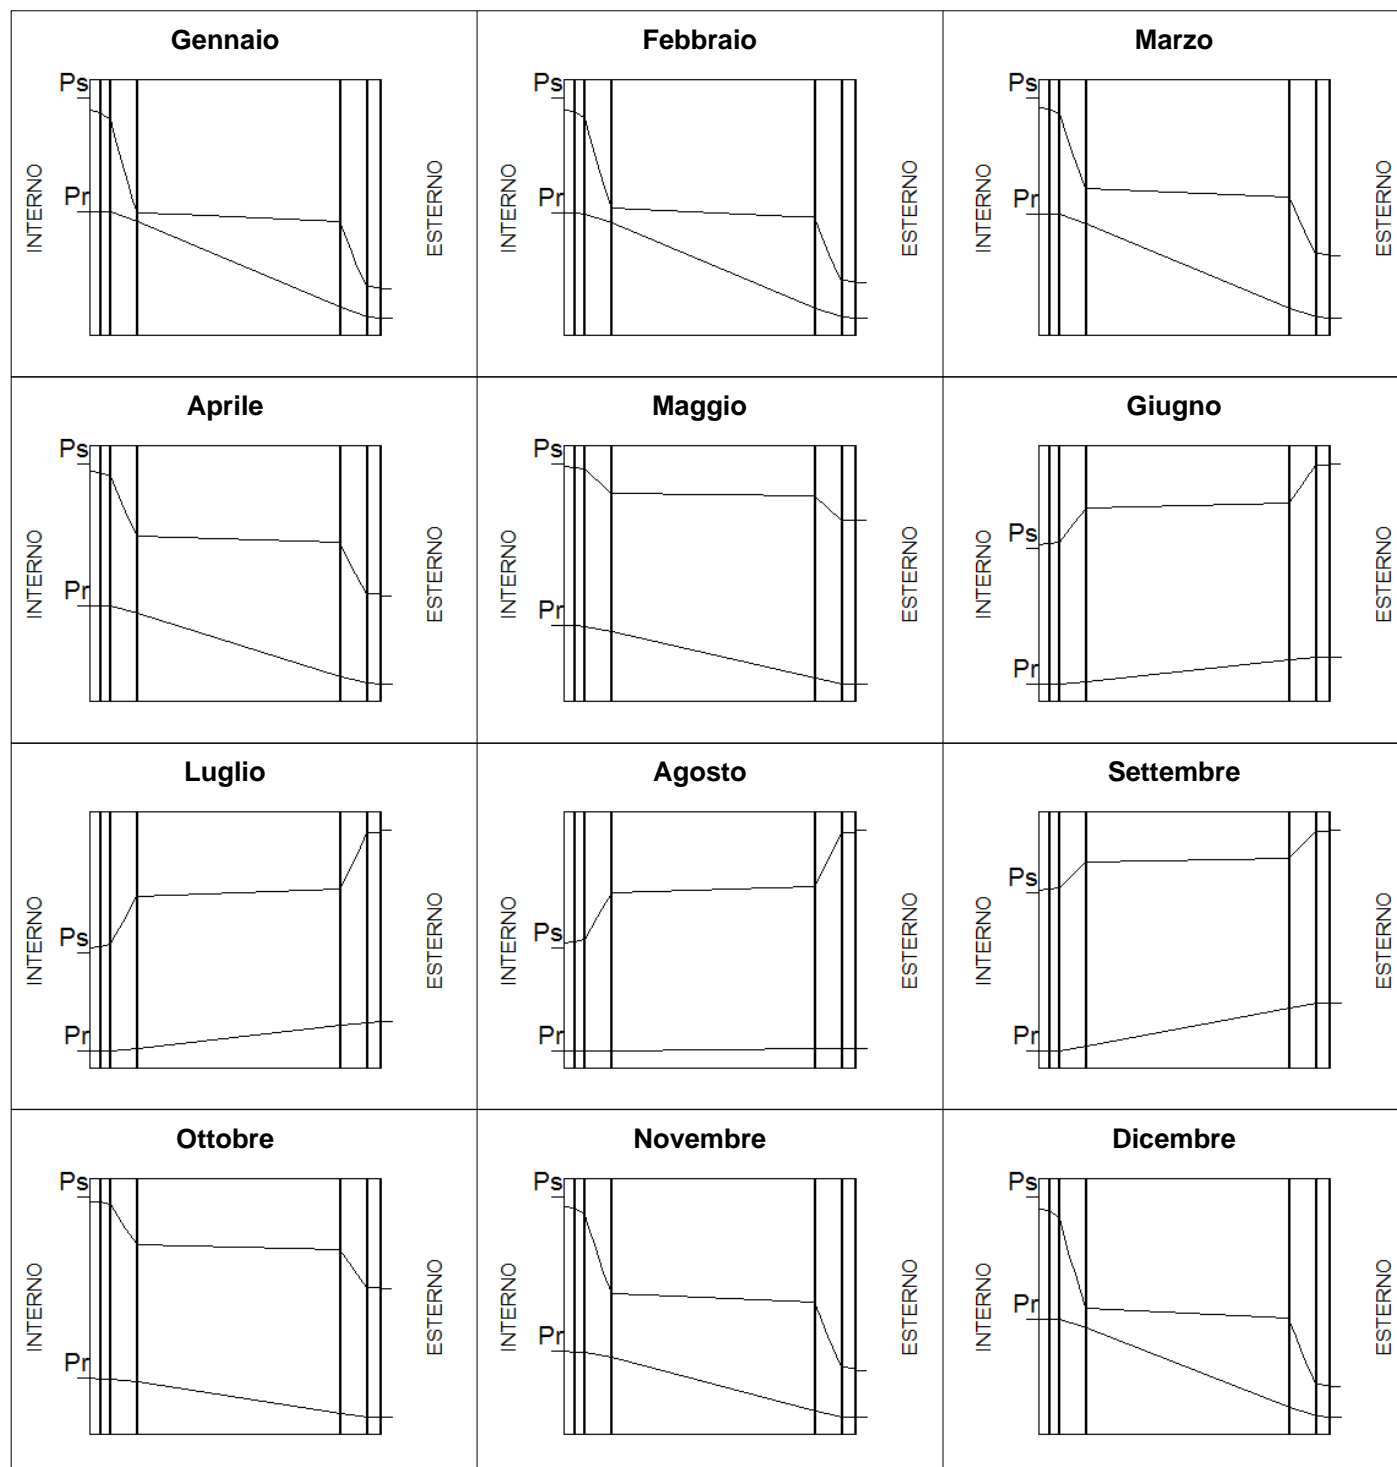 Gennaio
Ps
Pr
INTERNO
ESTERNO
Febbraio
Ps
Pr
INTERNO
ESTERNO
Marzo
Ps
Pr
INTERNO
ESTERNO
Aprile
Ps
Pr
INTERNO
ESTERNO
Maggio
Ps
Pr
INTERNO
ESTERNO
Giugno
Ps
Pr
INTERNO
ESTERNO
Luglio
Ps
Pr
INTERNO
ESTERNO
Agosto
Ps
Pr
INTERNO
ESTERNO
Settembre
Ps
Pr
INTERNO
ESTERNO
Ottobre
Ps
Pr
INTERNO
ESTERNO
Novembre
Ps
Pr
INTERNO
ESTERNO
Dicembre
Ps
Pr
INTERNO
ESTERNO